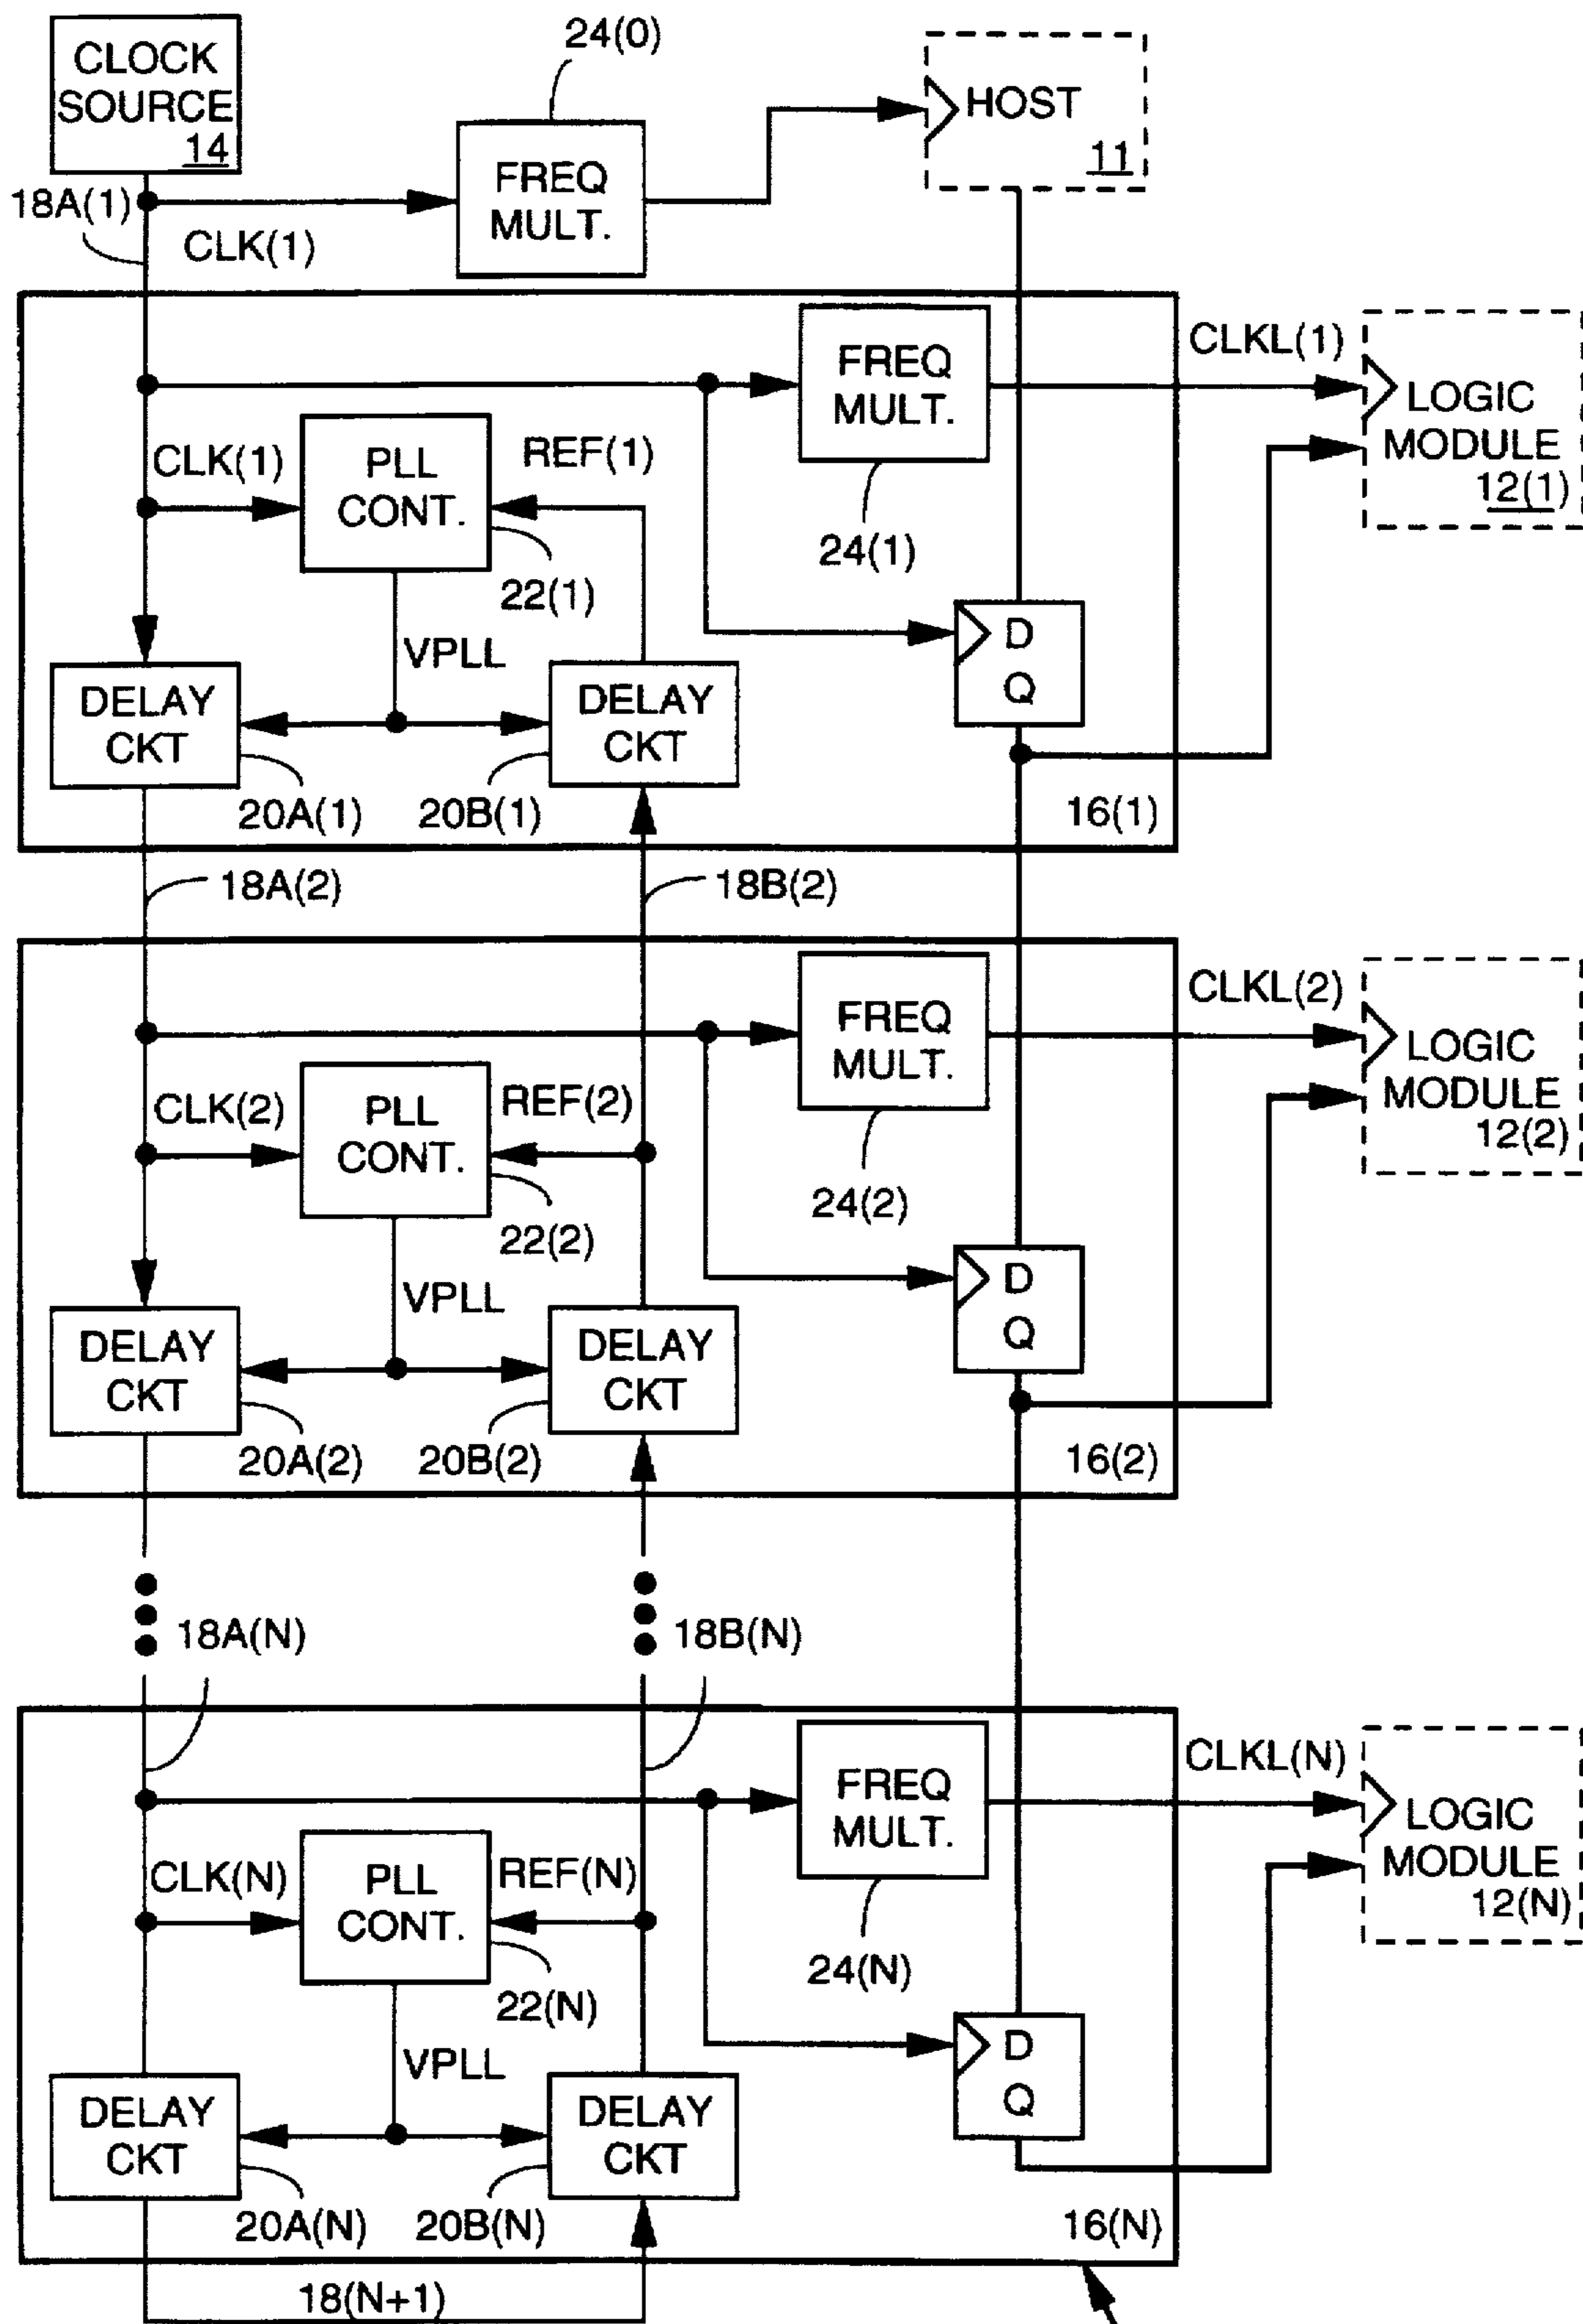 24(0)
CLOCK
SOURCE
14
HOST
11
FREQ
MULT.
18A(1)
CLK(1)
FREQ
MULT.
CLKL(1)
LOGIC
MODULE
12(1)
CLK(1)
PLL
CONT.
REF(1)
24(1)
22(1)
VPLL
D
Q
DELAY
CKT
DELAY
CKT
20A(1)
20B(1)
16(1)
18A(2)
18B(2)
FREQ
MULT.
CLKL(2)
LOGIC
MODULE
12(2)
CLK(2)
PLL
CONT.
REF(2)
24(2)
22(2)
VPLL
D
Q
DELAY
CKT
DELAY
CKT
20A(2)
20B(2)
16(2)
18A(N)
18B(N)
FREQ
MULT.
CLKL(N)
LOGIC
MODULE
12(N)
CLK(N)
PLL
CONT.
REF(N)
24(N)
22(N)
VPLL
D
Q
DELAY
CKT
DELAY
CKT
20A(N)
20B(N)
16(N)
18(N+1)